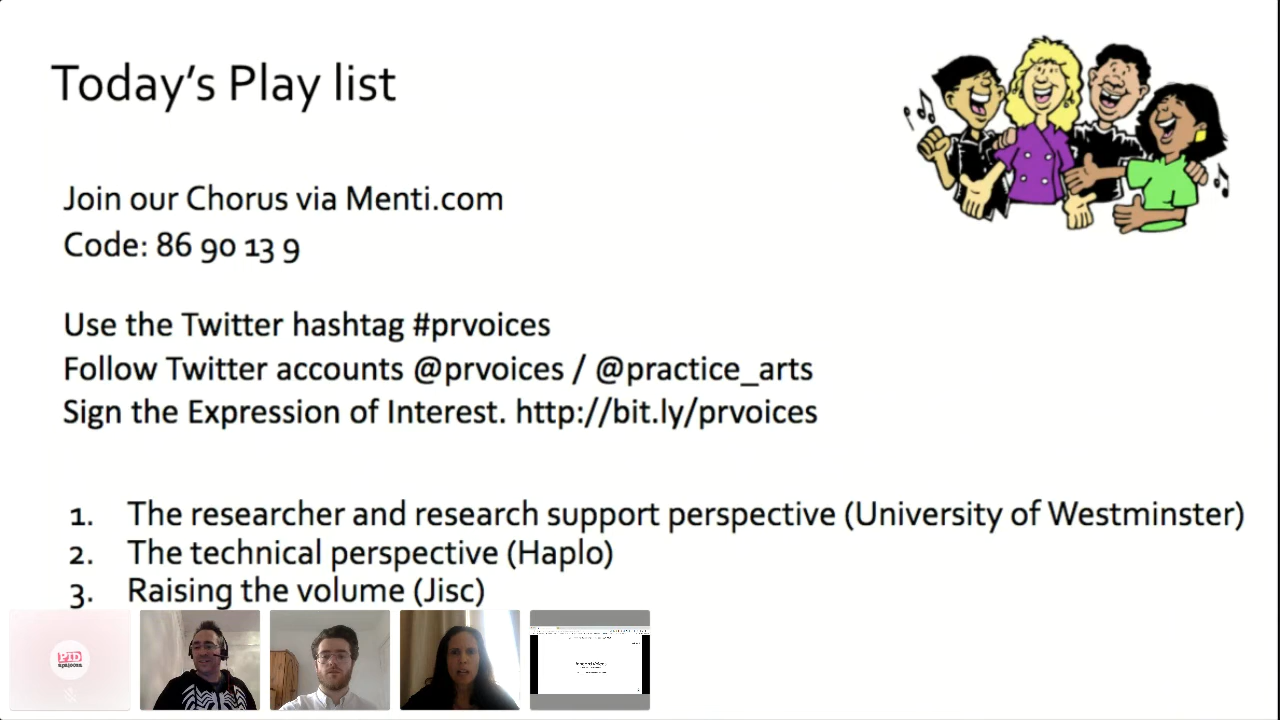 Today's Play list
Join our Chorus via Menti.com
Code: 86 90 13 9
Use the Twitter hashtag #prvoices
Follow Twitter accounts @prvoices / @practice_arts
Sign the Expression of Interest. http://bit.ly/prvoices
1. The researcher and research support perspective (University of Westminster)
2. The technical perspective (Haplo)
3. Raising the volume (Jisc)
PID
apalooza